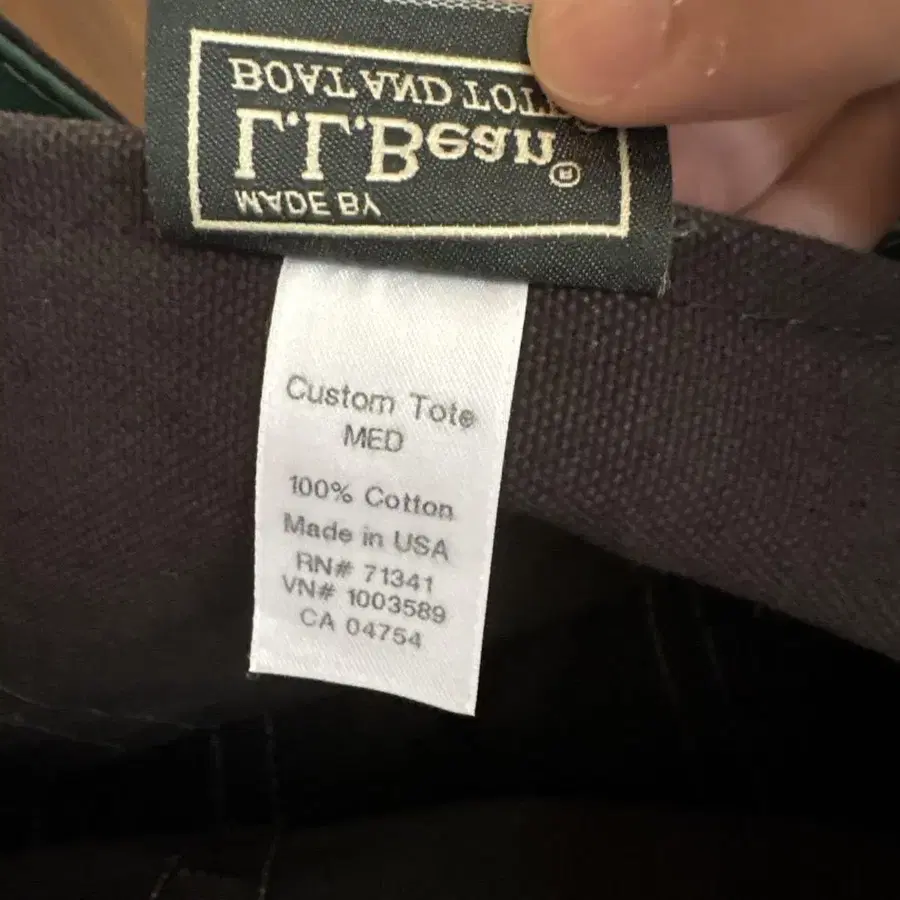 MADE BY
L.L.Bean®
BOAT AND TOTE
Custom Tote
MED
100% Cotton
Made in USA
RN# 71341
VN# 1003589
CA 04754